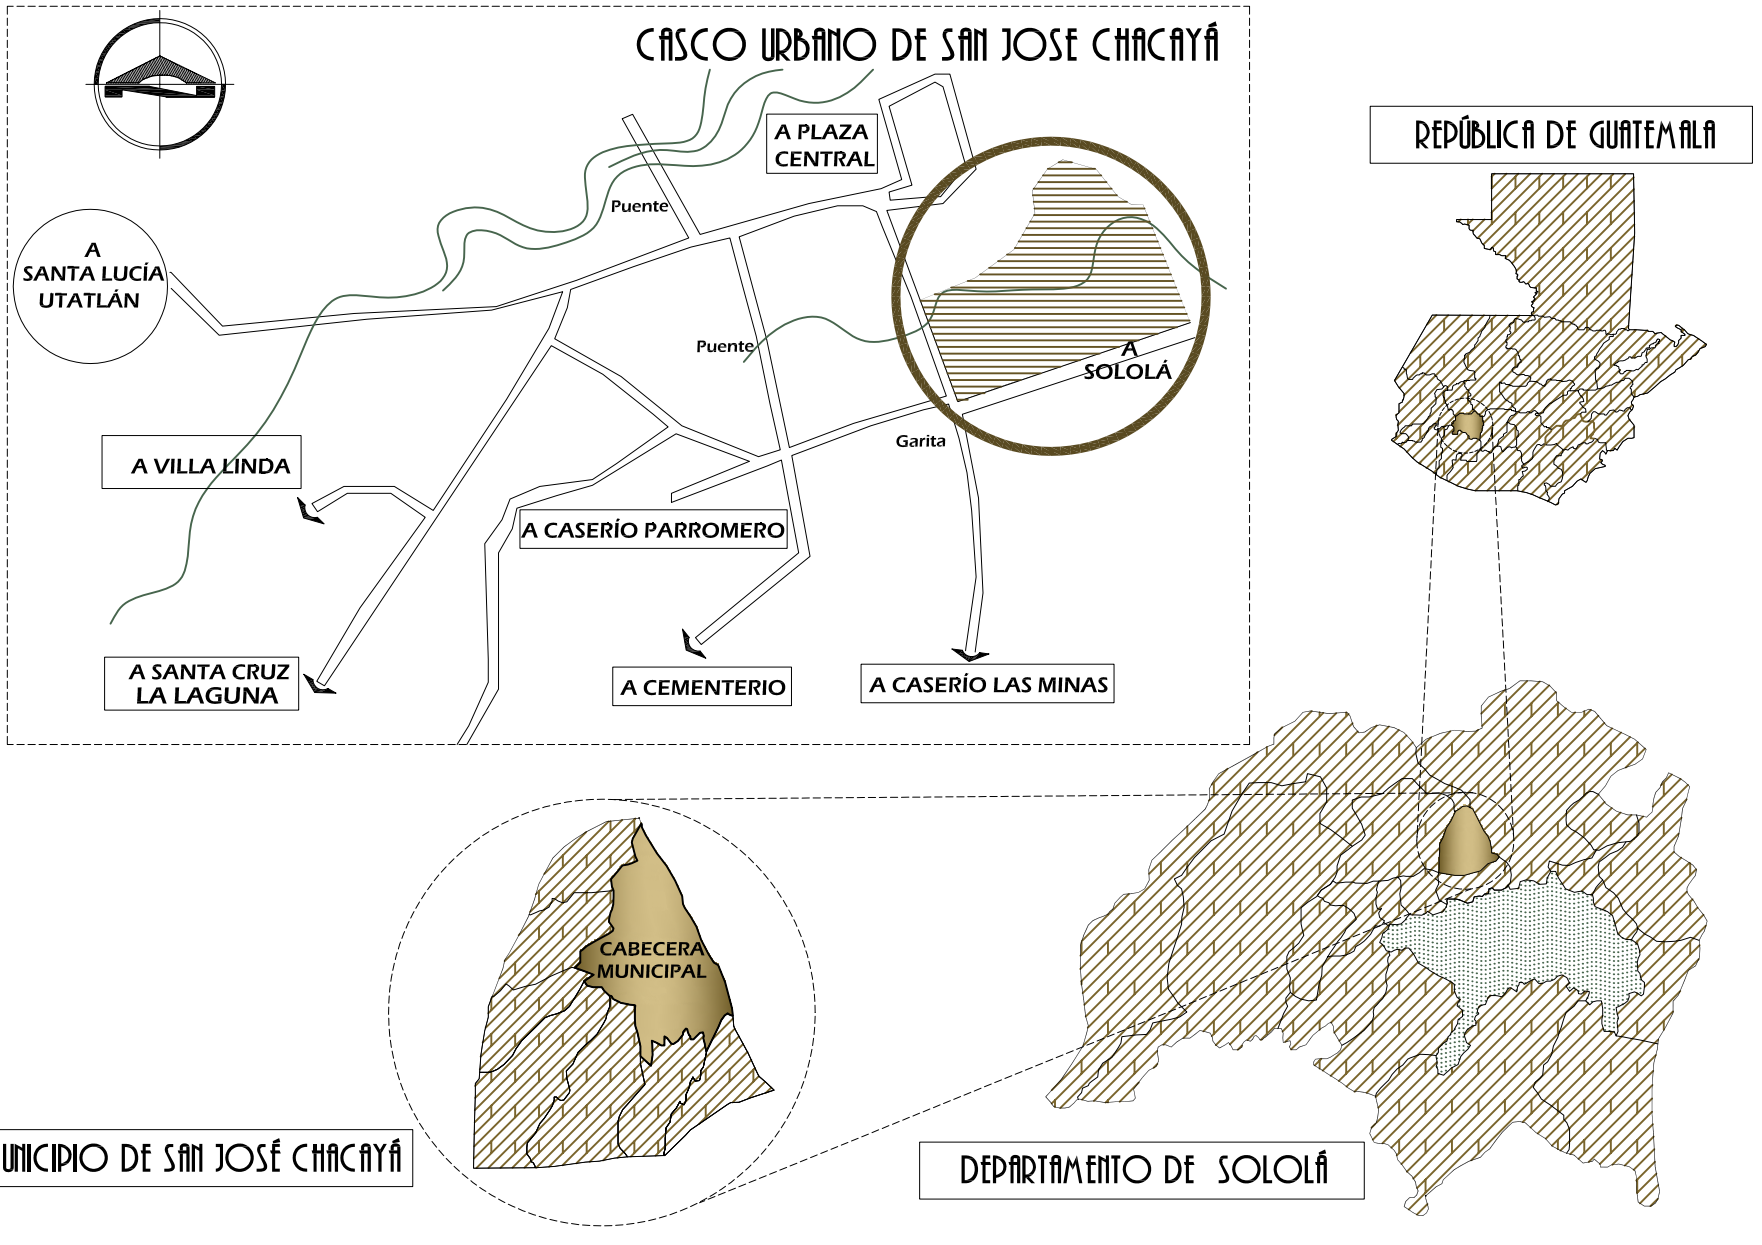 CASCO URBANO DE SAN JOSE CHACAYÁ
A PLAZA
CENTRAL
REPÚBLICA DE GUATEMALA
Puente
A
SANTA LUCÍA
UTATLÁN
Puente
A
SOLOLÁ
Garita
A VILLA LINDA
A CASERÍO PARROMERO
A SANTA CRUZ
LA LAGUNA
A CEMENTERIO
A CASERÍO LAS MINAS
CABECERA
MUNICIPAL
UNICIPIO DE SAN JOSÉ CHACAYÁ
DEPARTAMENTO DE SOLOLÁ